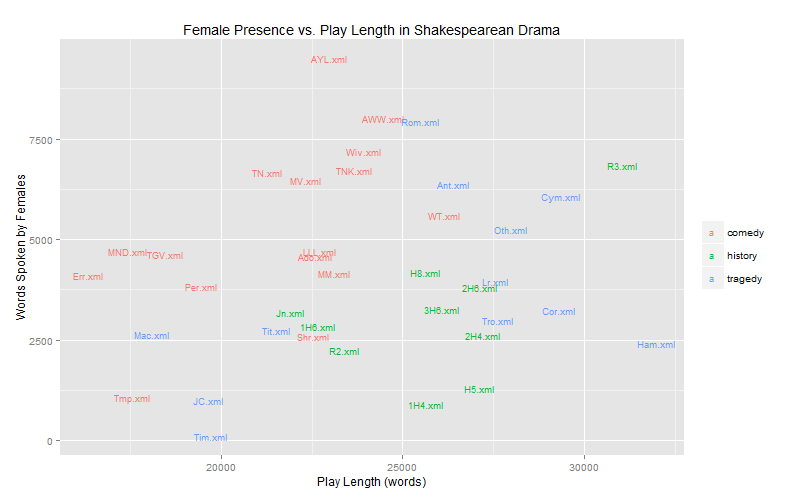 Female Presence vs. Play Length in Shakespearean Drama
AYL.xml
AWW.xml
Rom.xml
7500
Wiv.xml
R3.xml
TN.xml
TNK.xml
MV.xml
Ant.xml
Cym.xml
WT.xml
Oth.xml
5000
MND.xml
TGV.xml
LLL.xml
Ado.xml
Err.xml
MM.xml
H8.xml
Per.xml
Lr.xml
2H6.xml
Jn.xml
3H6.xml
Cor.xml
Tro.xml
1H6.xml
Tit.xml
Mac.xml
Shr.xml
2H4.xml
2500
R2.xml
Ham.xml
H5.xml
Tmp.xml
JC.xml
1H4.xml
Tim.xml
0
20000
25000
30000
Play Length (words)
Words Spoken by Females
a comedy
a history
a tragedy